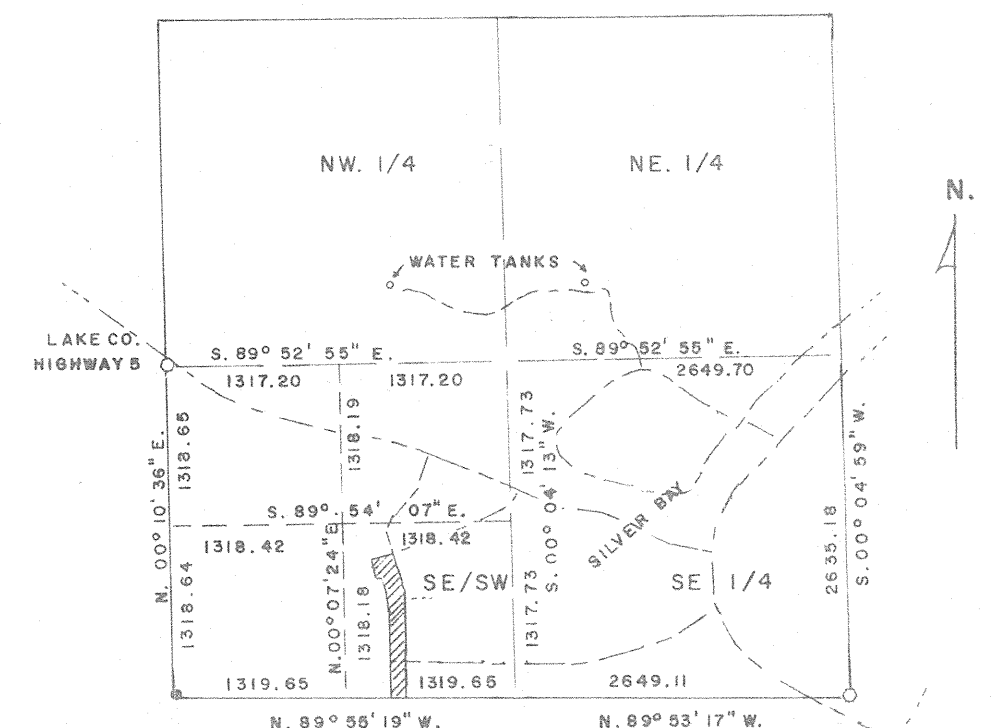 NW. 1/4
NE. 1/4
N.
WATER TANKS
LAKE CO.
HIGHWAY 5
S. 89° 52' 55" E.
1317.20
1317.20
S. 89° 52' 55" E.
2649.70
N. 00° 10' 36" E.
1318.65
1318.64
1318.19
1317.73
S. 00° 04' 13" W.
S. 89° 54' 07" E.
1318.42
1318.42
N. 00° 07' 24" E.
1318.18
SE/SW
1317.73
SILVER BAY
SE 1/4
2635.18
S. 00° 04' 59" W.
1319.65
1319.65
2649.11
N. 89° 55' 19" W.
N. 89° 53' 17" W.